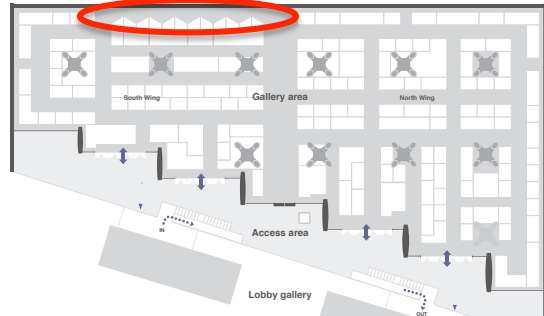 South Wing
Gallery area
North Wing
IN
Access area
Lobby gallery
OUT